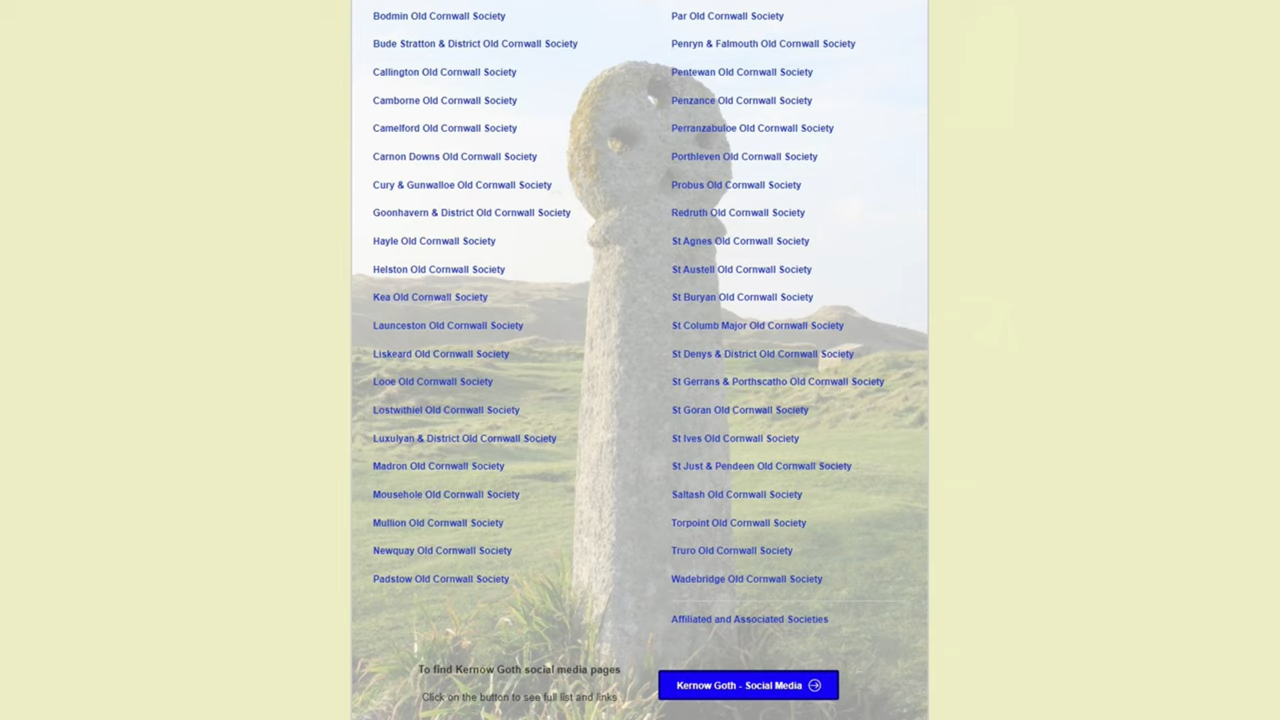 Bodmin Old Cornwall Society
Bude Stratton & District Old Cornwall Society
Callington Old Cornwall Society
Camborne Old Cornwall Society
Camelford Old Cornwall Society
Carnon Downs Old Cornwall Society
Cury & Gunwalloe Old Cornwall Society
Goonhavern & District Old Cornwall Society
Hayle Old Cornwall Society
Helston Old Cornwall Society
Kea Old Cornwall Society
Launceston Old Cornwall Society
Liskeard Old Cornwall Society
Looe Old Cornwall Society
Lostwithiel Old Cornwall Society
Luxulyan & District Old Cornwall Society
Madron Old Cornwall Society
Mousehole Old Cornwall Society
Mullion Old Cornwall Society
Newquay Old Cornwall Society
Padstow Old Cornwall Society
Par Old Cornwall Society
Penryn & Falmouth Old Cornwall Society
Pentewan Old Cornwall Society
Penzance Old Cornwall Society
Perranzabuloe Old Cornwall Society
Porthleven Old Cornwall Society
Probus Old Cornwall Society
Redruth Old Cornwall Society
St Agnes Old Cornwall Society
St Austell Old Cornwall Society
St Buryan Old Cornwall Society
St Columb Major Old Cornwall Society
St Denys & District Old Cornwall Society
St Gerrans & Porthscatho Old Cornwall Society
St Goran Old Cornwall Society
St Ives Old Cornwall Society
St Just & Pendeen Old Cornwall Society
Saltash Old Cornwall Society
Torpoint Old Cornwall Society
Truro Old Cornwall Society
Wadebridge Old Cornwall Society
Affiliated and Associated Societies
To find Kernow Goth social media pages
Click on the button to see full list and links
Kernow Goth - Social Media